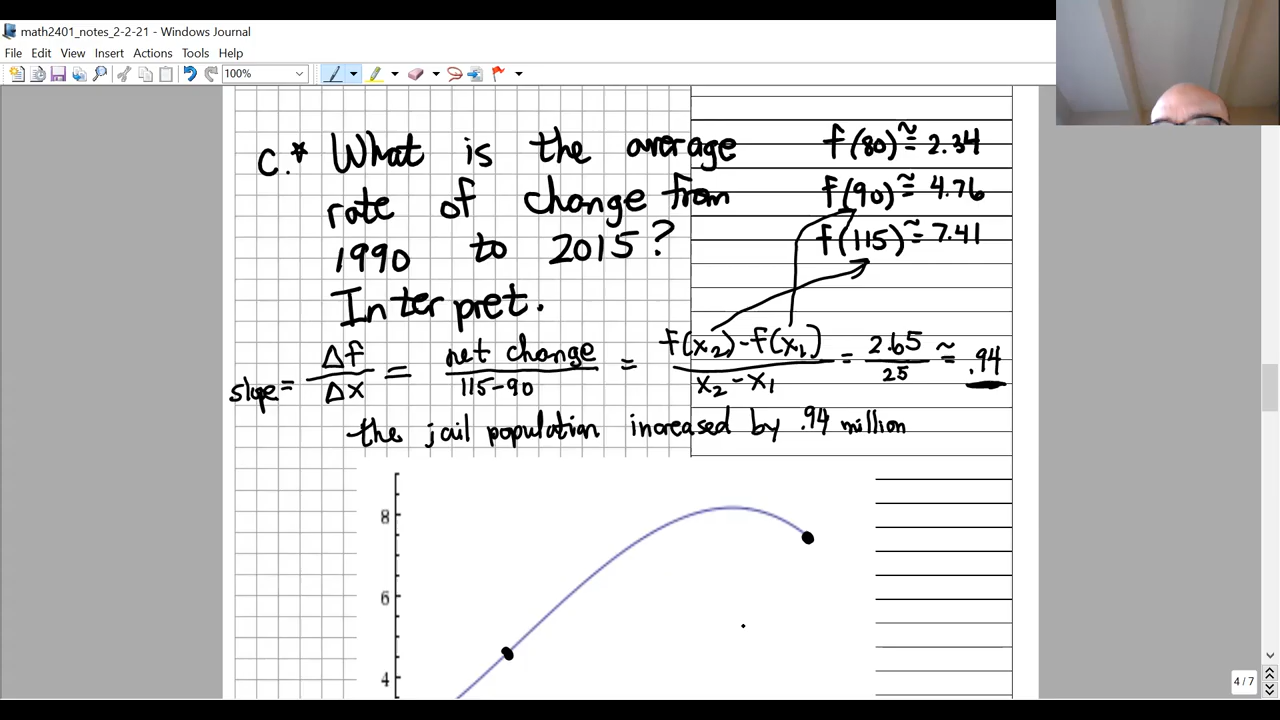 math2401_notes_2-2-21 - Windows Journal
File Edit View Insert Actions Tools Help
100%
c.* What is the average
rate of change from
1990 to 2015?
Interpret.
f(80) ≅ 2.34
f(90) ≅ 4.76
f(115) ≅ 7.41
slope = Δf/Δx = net change/115-90 = f(x₂)-f(x₁)/x₂-x₁ = 2.65/25 ≅ .94
the jail population increased by .94 million
8
6
4
4 / 7